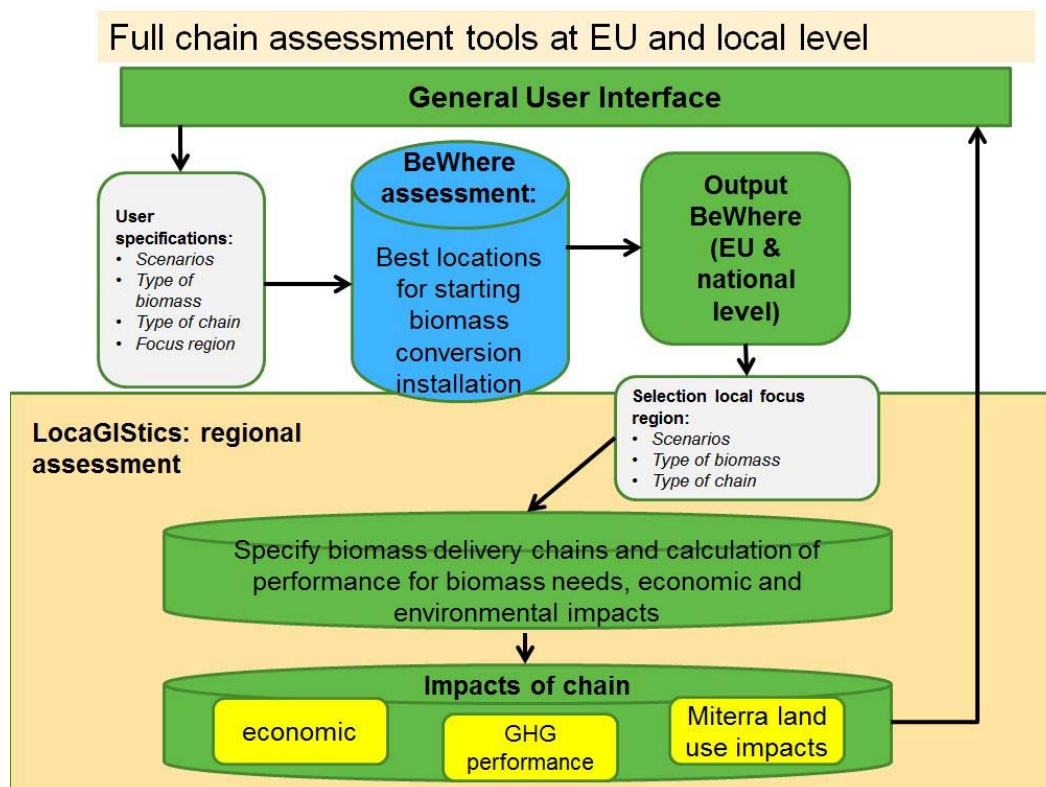 Full chain assessment tools at EU and local level
General User Interface
User
specifications:
• Scenarios
• Type of
biomass
• Type of chain
• Focus region
BeWhere
assessment:
Best locations
for starting
biomass
conversion
installation
Output
BeWhere
(EU &
national
level)
Selection local focus
region:
• Scenarios
• Type of biomass
• Type of chain
LocaGIStics: regional
assessment
Specify biomass delivery chains and calculation of
performance for biomass needs, economic and
environmental impacts
Impacts of chain
economic
GHG
performance
Miterra land
use impacts